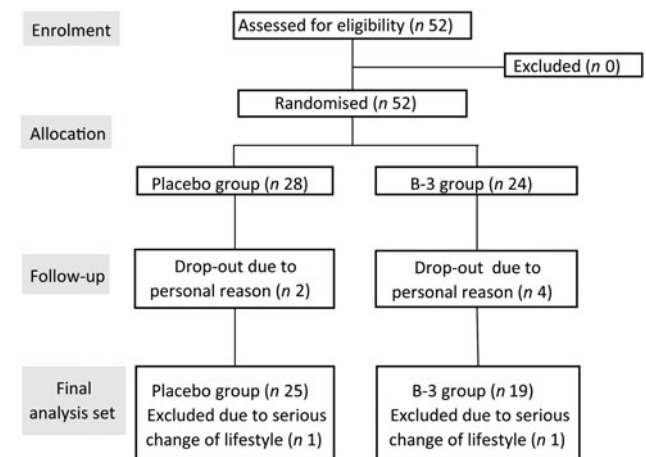 Enrolment
Assessed for eligibility (n 52)
Excluded (n 0)
Randomised (n 52)
Allocation
Placebo group (n 28)
B-3 group (n 24)
Follow-up
Drop-out due to
personal reason (n 2)
Drop-out due to
personal reason (n 4)
Final
analysis set
Placebo group (n 25)
Excluded due to serious
change of lifestyle (n 1)
B-3 group (n 19)
Excluded due to serious
change of lifestyle (n 1)